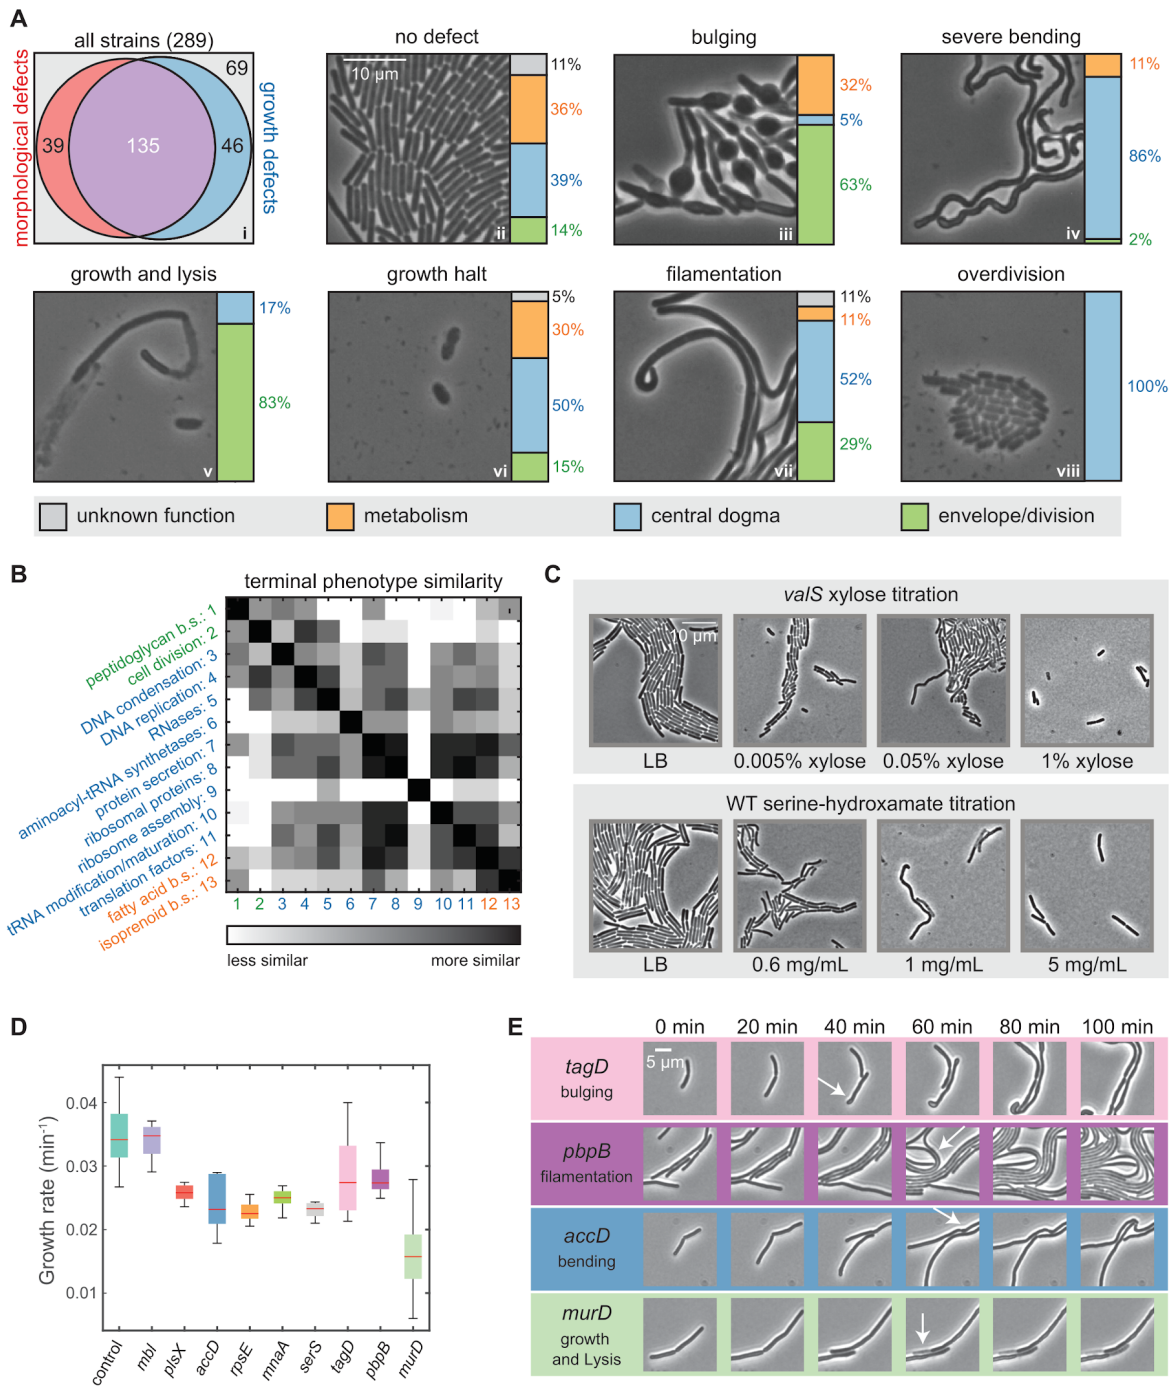 A
all strains (289)
no defect
bulging
severe bending
morphological defects
39
135
46
69
growth defects
i
10 μm
ii
11%
36%
39%
14%
iii
32%
5%
63%
iv
11%
86%
2%
growth and lysis
growth halt
filamentation
overdivision
v
17%
83%
vi
5%
30%
50%
15%
vii
11%
11%
52%
29%
viii
100%
unknown function
metabolism
central dogma
envelope/division
B
terminal phenotype similarity
peptidoglycan b.s.: 1
cell division: 2
DNA condensation: 3
DNA replication: 4
RNases: 5
aminoacyl-tRNA synthetases: 6
protein secretion: 7
ribosomal proteins: 8
ribosome assembly: 9
tRNA modification/maturation: 10
translation factors: 11
fatty acid b.s.: 12
isoprenoid b.s.: 13
1 2 3 4 5 6 7 8 9 10 11 12 13
less similar more similar
C
valS xylose titration
10 μm
LB 0.005% xylose 0.05% xylose 1% xylose
WT serine-hydroxamate titration
LB 0.6 mg/mL 1 mg/mL 5 mg/mL
D
Growth rate (min⁻¹)
0.04
0.03
0.02
0.01
control mbl plsX accD rpsE mnaA serS tagD pbpB murD
E
0 min 20 min 40 min 60 min 80 min 100 min
5 μm
tagD
bulging
pbpB
filamentation
accD
bending
murD
growth
and Lysis